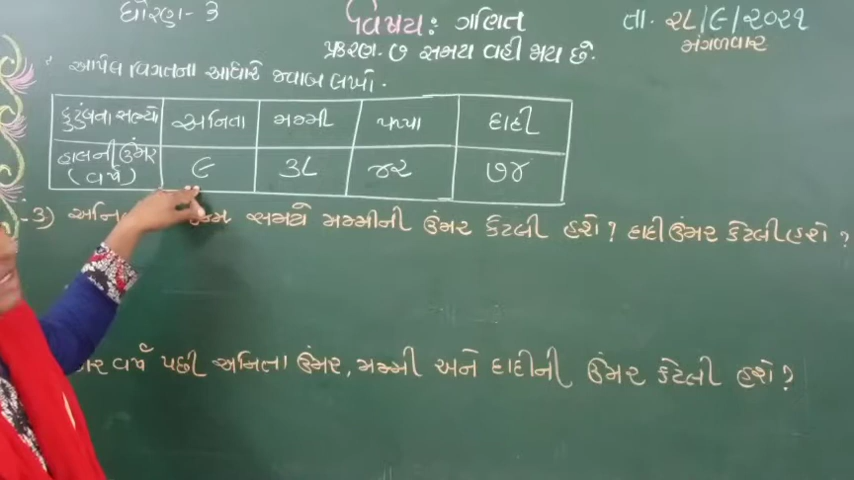 ધોરણ- ૩ વિષય: ગણિત તા. ૨૮/૯/૨૦૨૧
મંગળવાર
પ્રકરણ. ૭ સમય વહી જાય છે.
આપેલ વિગતના આધારે જવાબ લખો.
કુટુંબના સભ્યો અનિતા મમ્મી પપ્પા દાદી
હાલની ઉંમર (વર્ષ) ૯ ૩૮ ૪૨ ૭૪
૩) સમયે મમ્મીની ઉંમર કેટલી હશે? દાદી ઉંમર કેટલી હશે?
વર્ષ પછી અનિતા ઉંમર, મમ્મી અને દાદીની ઉંમર કેટલી હશે?